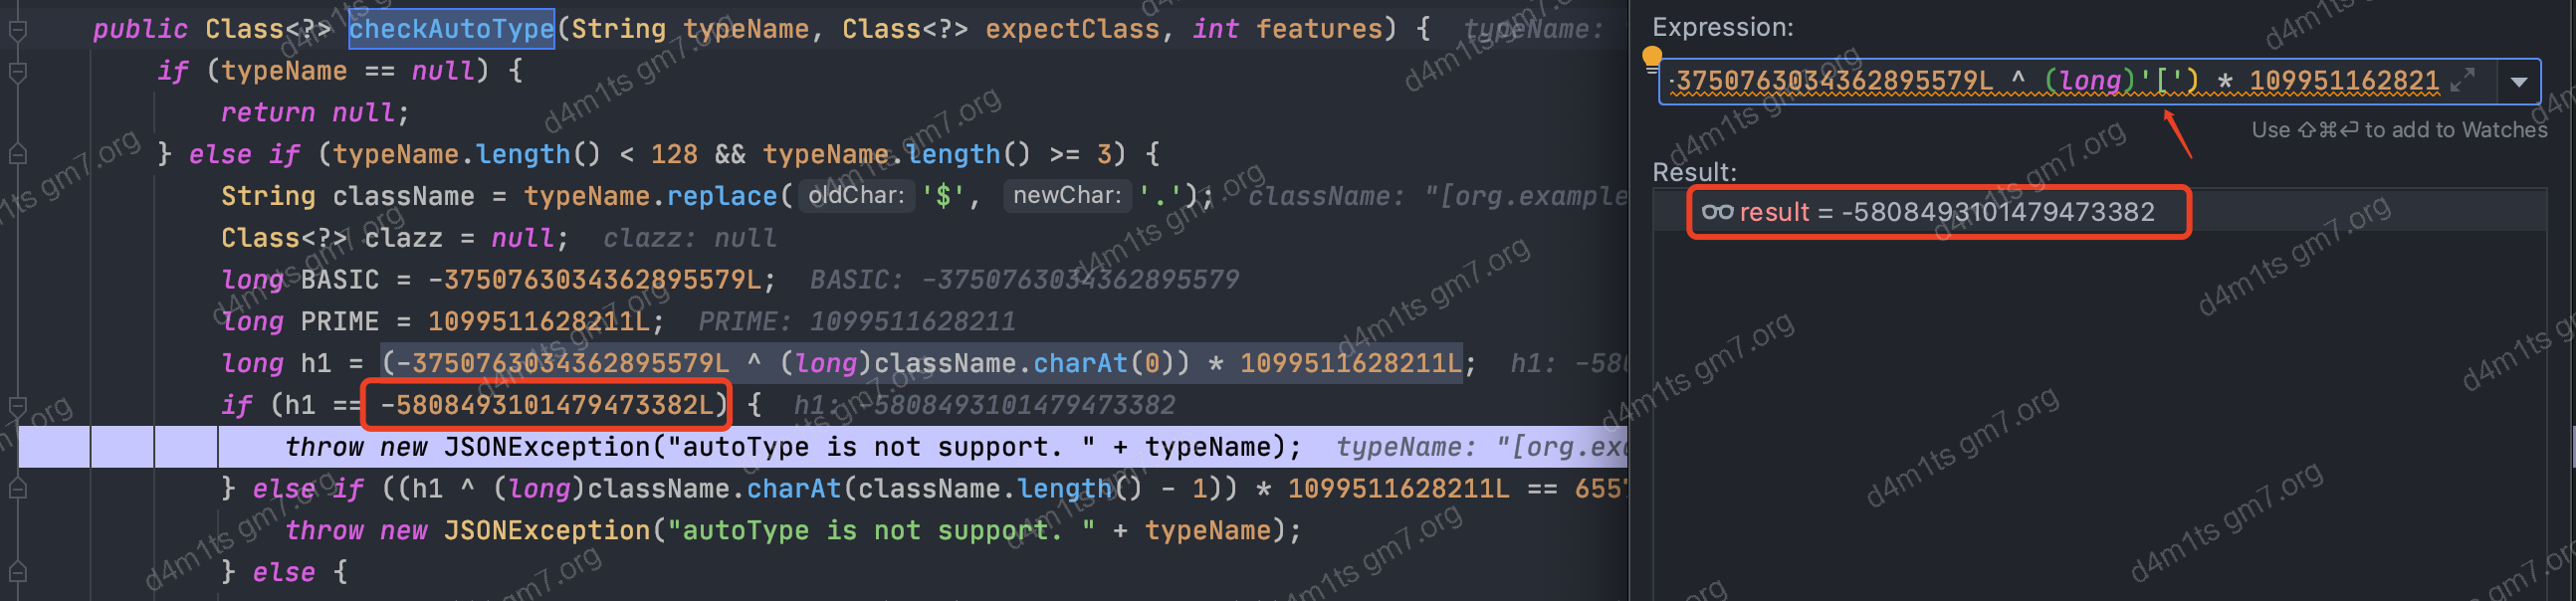 public Class<?> checkAutoType(String typeName, Class<?> expectClass, int features) {  typeName:
if (typeName == null) {
return null;
} else if (typeName.length() < 128 && typeName.length() >= 3) {
String className = typeName.replace( oldChar: '$',  newChar: '.');  className: "[org.example
Class<?> clazz = null;  clazz: null
long BASIC = -3750763034362895579L;  BASIC: -3750763034362895579
long PRIME = 1099511628211L;  PRIME: 1099511628211
long h1 = (-3750763034362895579L ^ (long)className.charAt(0)) * 1099511628211L;  h1: -580
if (h1 == -5808493101479473382L) {  h1: -5808493101479473382
throw new JSONException("autoType is not support. " + typeName);  typeName: "[org.exa
} else if ((h1 ^ (long)className.charAt(className.length() - 1)) * 1099511628211L == 655
throw new JSONException("autoType is not support. " + typeName);
} else {
Expression:
-3750763034362895579L ^ (long)'[') * 109951162821
Use ⇧⌘↩ to add to Watches
Result:
result = -5808493101479473382
d4m1ts gm7.org